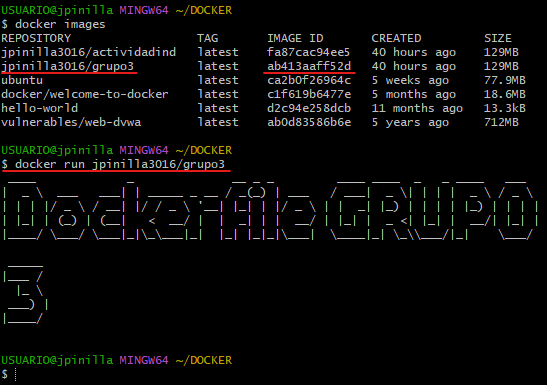 USUARIO@jpinilla MINGW64 ~/DOCKER
$ docker images
REPOSITORY TAG IMAGE ID CREATED SIZE
jpinilla3016/actividadind latest fa87cac94ee5 40 hours ago 129MB
jpinilla3016/grupo3 latest ab413aaff52d 40 hours ago 129MB
ubuntu latest ca2b0f26964c 5 weeks ago 77.9MB
docker/welcome-to-docker latest c1f619b6477e 5 months ago 18.6MB
hello-world latest d2c94e258dcb 11 months ago 13.3kB
vulnerables/web-dvwa latest ab0d83586b6e 5 years ago 712MB
USUARIO@jpinilla MINGW64 ~/DOCKER
$ docker run jpinilla3016/grupo3
Dockerfile GRUPO
3
USUARIO@jpinilla MINGW64 ~/DOCKER
$